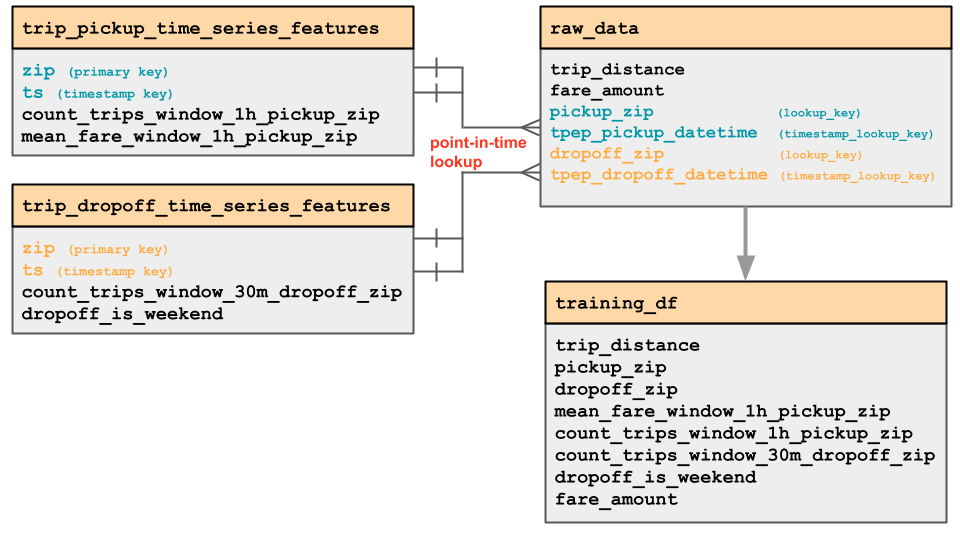 trip_pickup_time_series_features
zip (primary key)
ts (timestamp key)
count_trips_window_1h_pickup_zip
mean_fare_window_1h_pickup_zip
trip_dropoff_time_series_features
zip (primary key)
ts (timestamp key)
count_trips_window_30m_dropoff_zip
dropoff_is_weekend
point-in-time
lookup
raw_data
trip_distance
fare_amount
pickup_zip (lookup_key)
tpep_pickup_datetime (timestamp_lookup_key)
dropoff_zip (lookup_key)
tpep_dropoff_datetime (timestamp_lookup_key)
training_df
trip_distance
pickup_zip
dropoff_zip
mean_fare_window_1h_pickup_zip
count_trips_window_1h_pickup_zip
count_trips_window_30m_dropoff_zip
dropoff_is_weekend
fare_amount